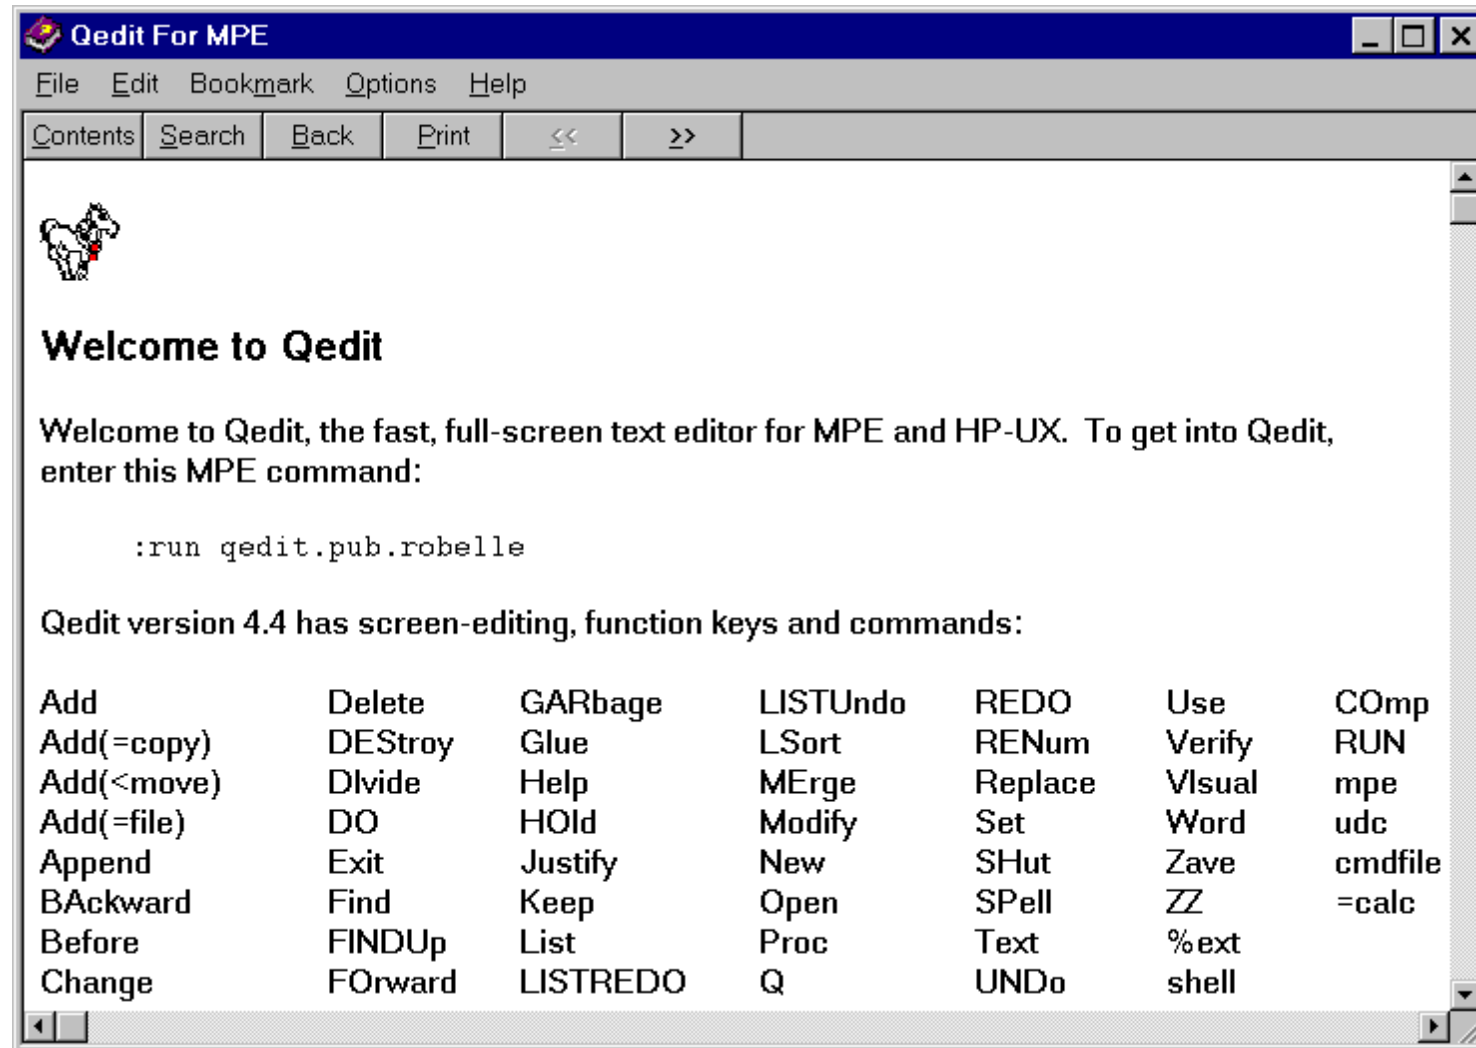 Qedit For MPE
File Edit Bookmark Options Help
Contents Search Back Print << >>
Welcome to Qedit
Welcome to Qedit, the fast, full-screen text editor for MPE and HP-UX. To get into Qedit,
enter this MPE command:
:run qedit.pub.robelle
Qedit version 4.4 has screen-editing, function keys and commands:
Add Delete GARbage LISTUndo REDO Use COmp
Add(=copy) DEStroy Glue LSort RENum Verify RUN
Add(<move) DIvide Help MErge Replace VIsual mpe
Add(=file) DO HOld Modify Set Word udc
Append Exit Justify New SHut Zave cmdfile
BAckward Find Keep Open SPell ZZ =calc
Before FINDUp List Proc Text %ext
Change FOrward LISTREDO Q UNDo shell